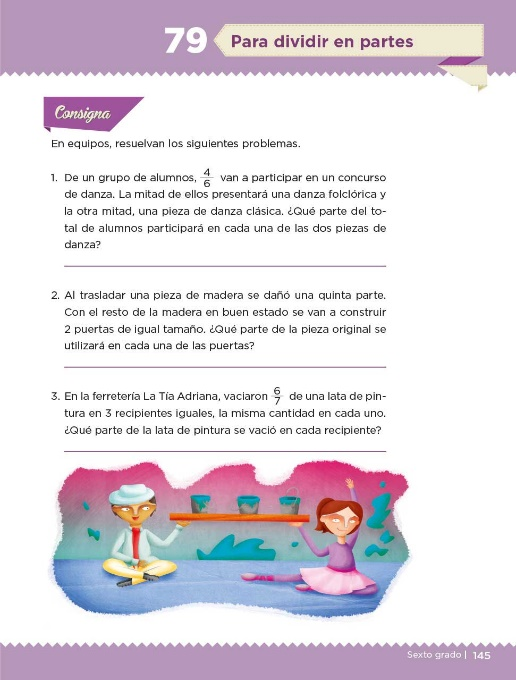 79 Para dividir en partes
Consigna
En equipos, resuelvan los siguientes problemas.
1. De un grupo de alumnos, 4/6 van a participar en un concurso
de danza. La mitad de ellos presentará una danza folclórica y
la otra mitad, una pieza de danza clásica. ¿Qué parte del to-
tal de alumnos participará en cada una de las dos piezas de
danza?
2. Al trasladar una pieza de madera se dañó una quinta parte.
Con el resto de la madera en buen estado se van a construir
2 puertas de igual tamaño. ¿Qué parte de la pieza original se
utilizará en cada una de las puertas?
3. En la ferretería La Tía Adriana, vaciaron 6/7 de una lata de pin-
tura en 3 recipientes iguales, la misma cantidad en cada uno.
¿Qué parte de la lata de pintura se vació en cada recipiente?
Sexto grado | 145